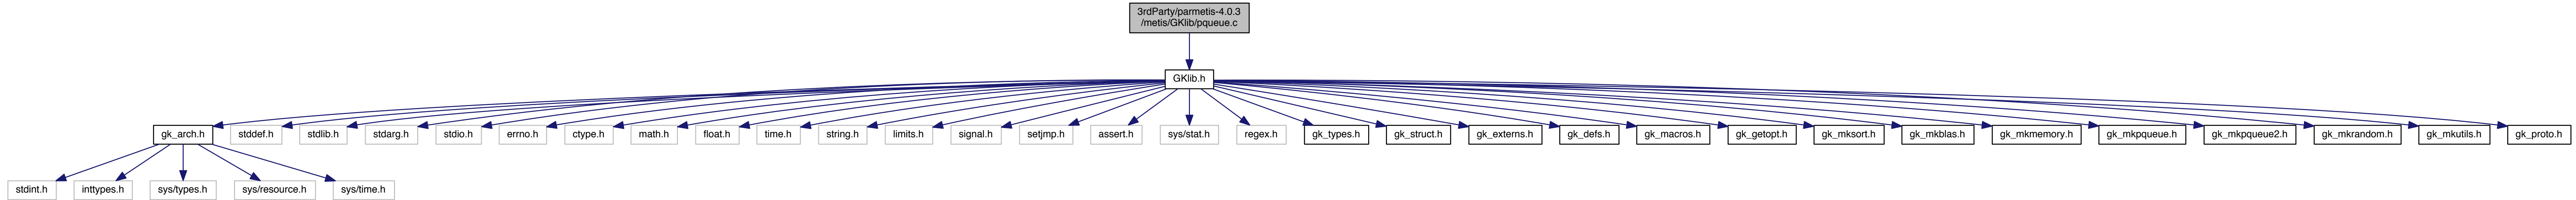 3rdParty/parmetis-4.0.3
/metis/GKlib/pqueue.c
GKlib.h
gk_arch.h
stddef.h
stdlib.h
stdarg.h
stdio.h
errno.h
ctype.h
math.h
float.h
time.h
string.h
limits.h
signal.h
setjmp.h
assert.h
sys/stat.h
regex.h
gk_types.h
gk_struct.h
gk_externs.h
gk_defs.h
gk_macros.h
gk_getopt.h
gk_mksort.h
gk_mkblas.h
gk_mkmemory.h
gk_mkpqueue.h
gk_mkpqueue2.h
gk_mkrandom.h
gk_mkutils.h
gk_proto.h
stdint.h
inttypes.h
sys/types.h
sys/resource.h
sys/time.h